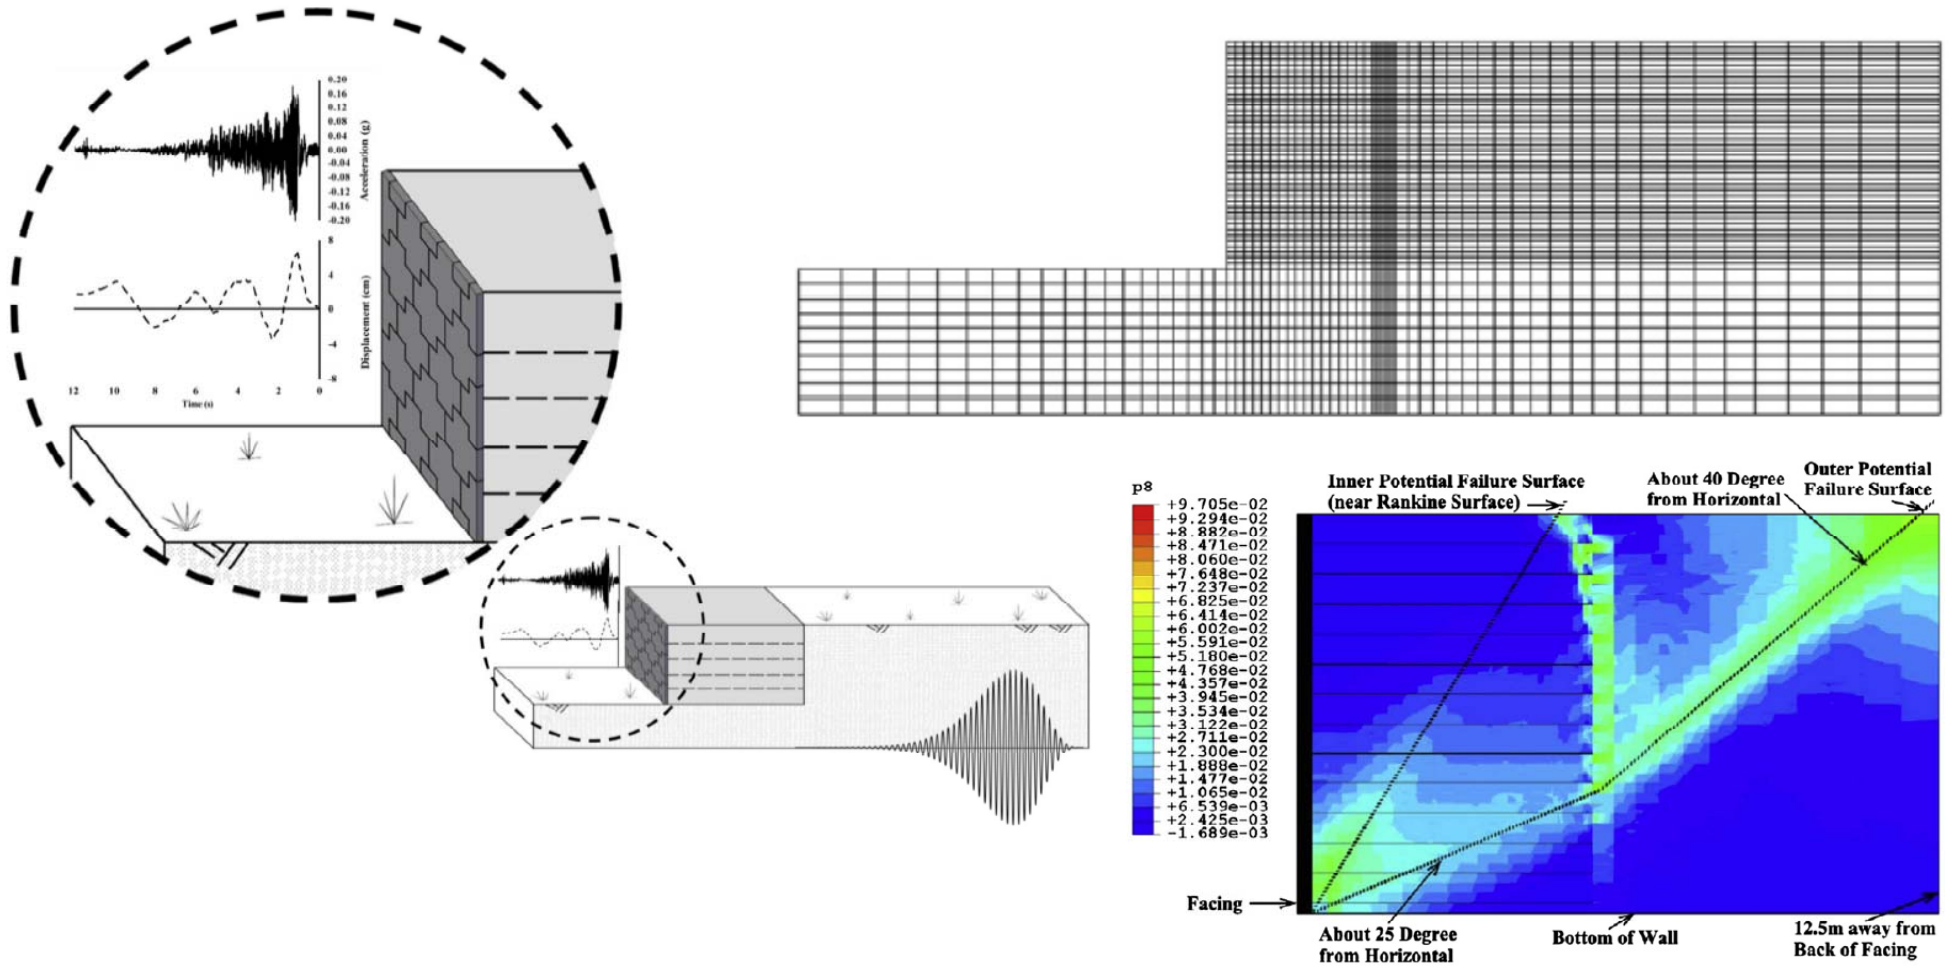 0.20
0.16
0.12
0.08
0.04
0.00
-0.04
-0.08
-0.12
-0.16
-0.20
Acceleration (g)
8
4
0
-4
-8
Displacement (cm)
12 10 8 6 4 2 0
Time (s)
p8
+9.705e-02
+9.294e-02
+8.882e-02
+8.471e-02
+8.060e-02
+7.648e-02
+7.237e-02
+6.825e-02
+6.414e-02
+6.002e-02
+5.591e-02
+5.180e-02
+4.768e-02
+4.357e-02
+3.945e-02
+3.534e-02
+3.122e-02
+2.711e-02
+2.300e-02
+1.888e-02
+1.477e-02
+1.065e-02
+6.539e-03
+2.425e-03
-1.689e-03
Inner Potential Failure Surface
(near Rankine Surface)
About 40 Degree
from Horizontal
Outer Potential
Failure Surface
Facing
About 25 Degree
from Horizontal
Bottom of Wall
12.5m away from
Back of Facing